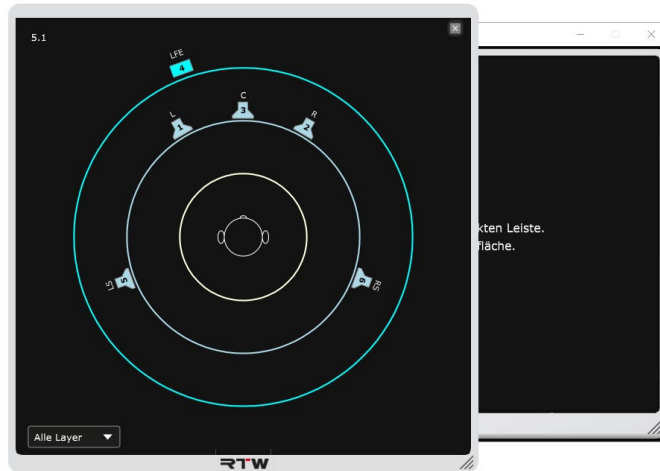 5.1
LFE
4
C
3
L
1
R
2
LS
5
RS
6
kten Leiste.
fläche.
Alle Layer
RTW